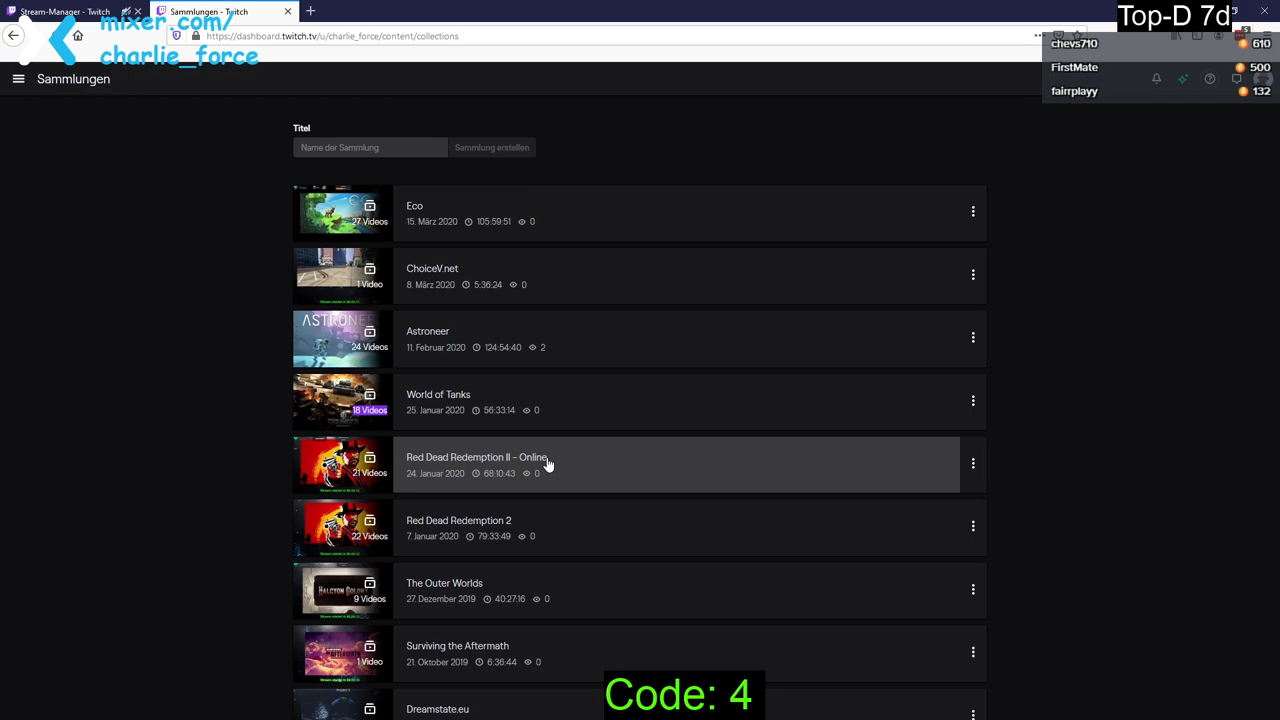 Stream-Manager - Twitch
Sammlungen - Twitch
mixer.com/
charlie_force
https://dashboard.twitch.tv/u/charlie_force/content/collections
Top-D 7d
chevs710 610
FirstMate 500
fairrplayy 132
Sammlungen
Titel
Name der Sammlung
Sammlung erstellen
27 Videos
Eco
15. März 2020 105:59:51 0
1 Video
ChoiceV.net
8. März 2020 5:36:24 0
ASTRONEE
24 Videos
Astroneer
11. Februar 2020 124:54:40 2
18 Videos
World of Tanks
25. Januar 2020 56:33:14 0
21 Videos
Red Dead Redemption II - Online
24. Januar 2020 68:10:43 0
22 Videos
Red Dead Redemption 2
7. Januar 2020 79:33:49 0
HALCYON COLONY
9 Videos
The Outer Worlds
27. Dezember 2019 40:27:16 0
1 Video
Surviving the Aftermath
21. Oktober 2019 6:36:44 0
Dreamstate.eu
Code: 4